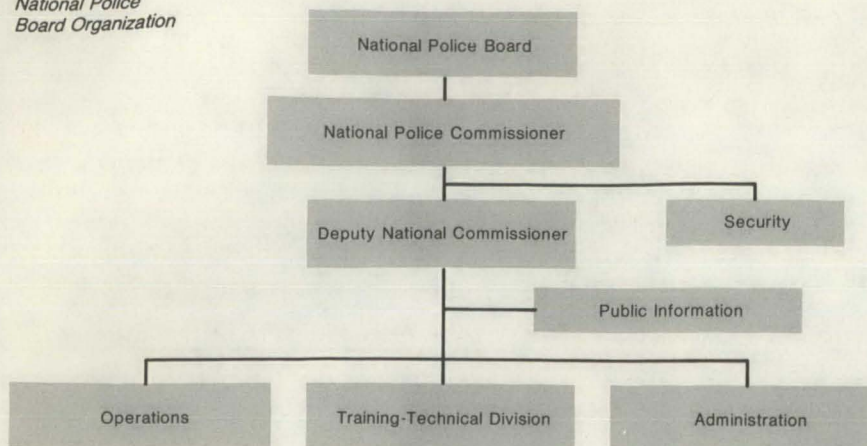 National Police
Board Organization
National Police Board
National Police Commissioner
Deputy National Commissioner
Security
Public Information
Operations
Training-Technical Division
Administration